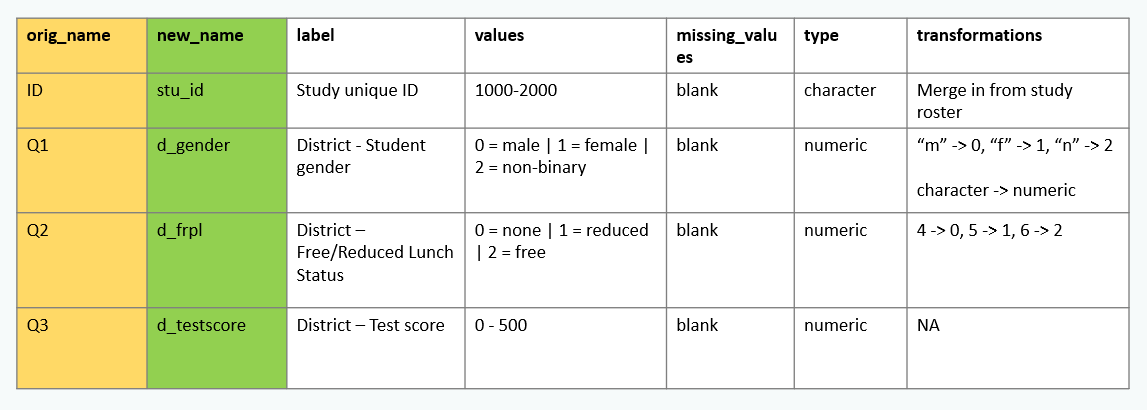 orig_name new_name label values missing_valu type transformations
es
ID stu_id Study unique ID 1000-2000 blank character Merge in from study
roster
Q1 d_gender District - Student 0 = male | 1 = female | blank numeric “m” -> 0, “f” -> 1, “n” -> 2
gender 2 = non-binary
character -> numeric
Q2 d_frpl District – 0 = none | 1 = reduced blank numeric 4 -> 0, 5 -> 1, 6 -> 2
Free/Reduced Lunch | 2 = free
Status
Q3 d_testscore District – Test score 0 - 500 blank numeric NA